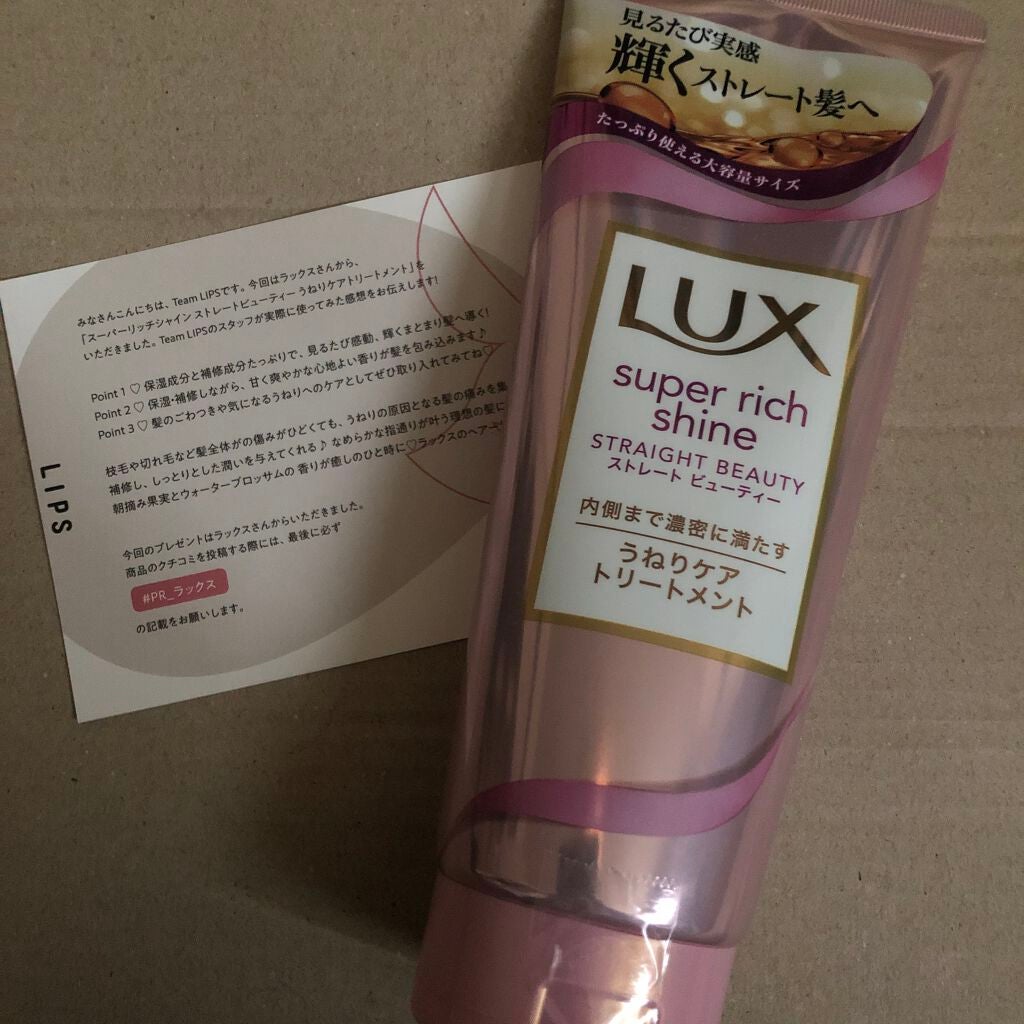 みなさんこんにちは、Team LIPSです。今回はラックスさんから、
「スーパーリッチシャイン ストレートビューティー うねりケアトリートメント」を
いただきました。Team LIPSのスタッフが実際に使ってみた感想をお伝えします!
Point 1 ♡ 保湿成分と補修成分たっぷりで、見るたび感動、輝くまとまり髪へ導く!
Point 2 ♡ 保湿・補修しながら、甘く爽やかな心地よい香りが髪を包み込みます♪
Point 3 ♡ 髪のごわつきや気になるうねりへのケアとしてぜひ取り入れてみてね♡
枝毛や切れ毛など髪全体がの傷みがひどくても、うねりの原因となる髪の痛みを集
補修し、しっとりとした潤いを与えてくれる♪ なめらかな指通りが叶う理想の髪に
朝摘み果実とウォーターブロッサムの 香りが癒しのひと時に♡ラックスのヘアー
今回のプレゼントはラックスさんからいただきました。
商品のクチコミを投稿する際には、最後に必ず
#PR_ラックス
の記載をお願いします。
LIPS
見るたび実感
輝くストレート髪へ
たっぷり使える大容量サイズ
LUX
super rich
shine
STRAIGHT BEAUTY
ストレート ビューティー
内側まで濃密に満たす
うねりケア
トリートメント